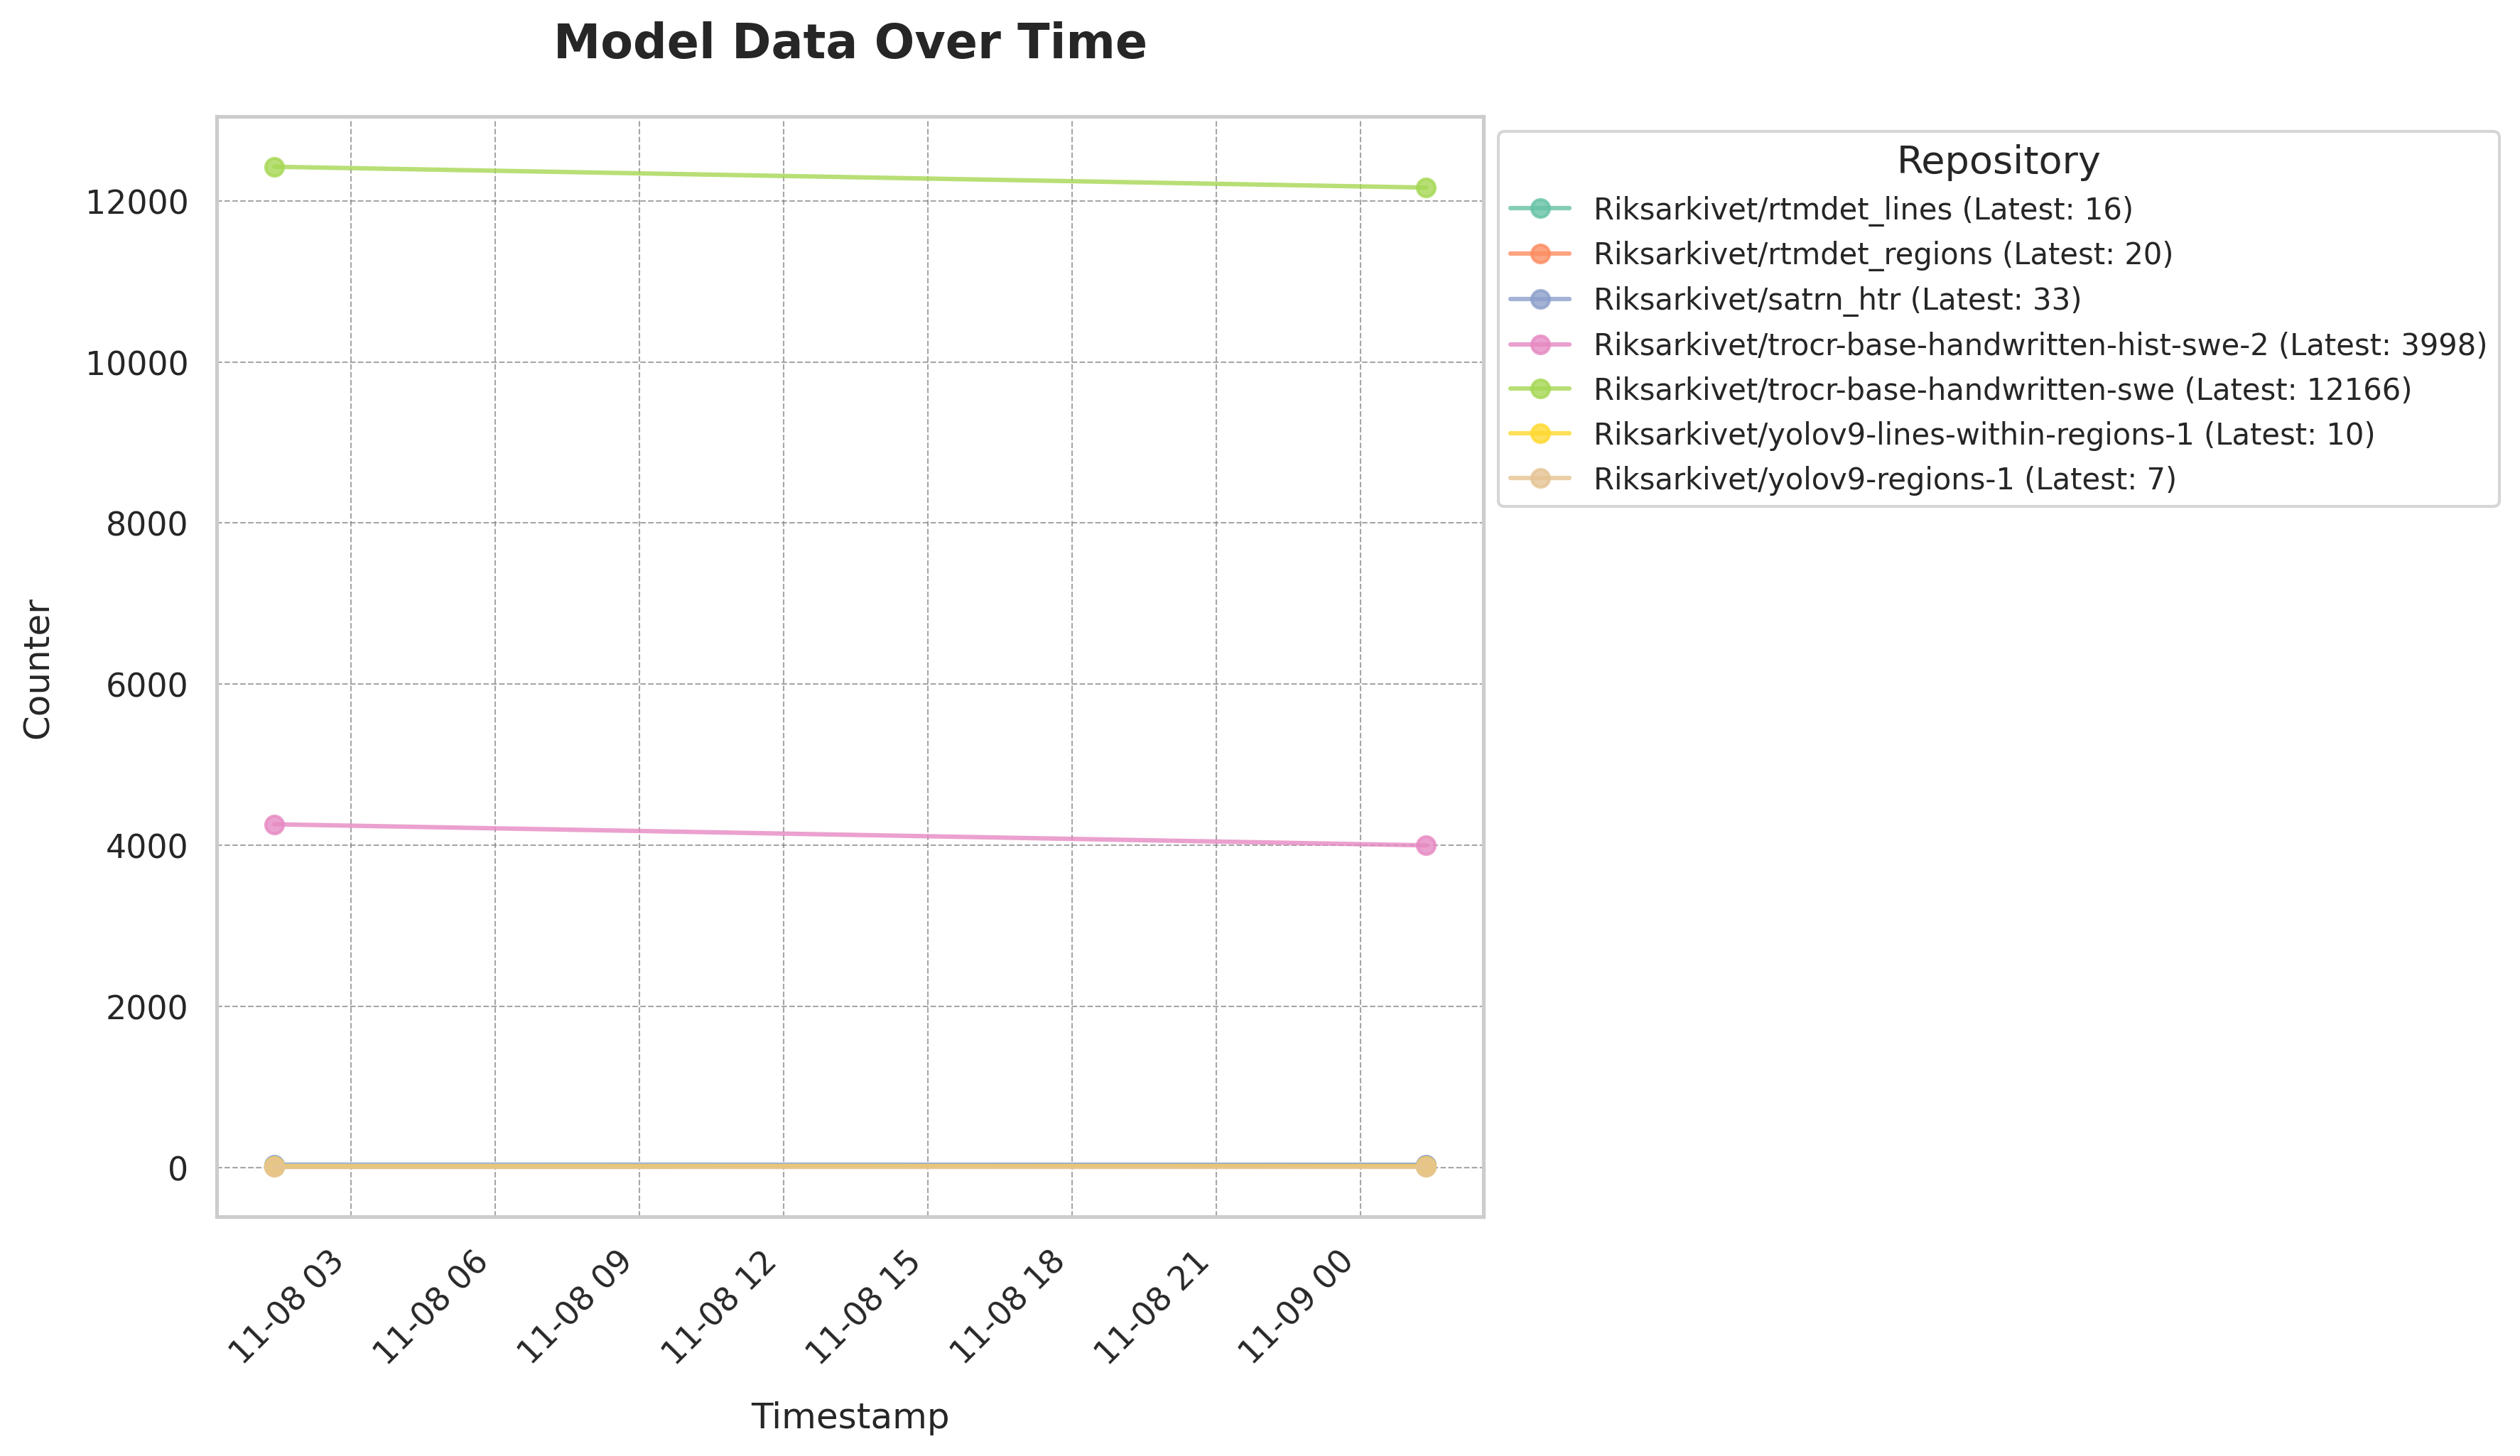 Model Data Over Time
Repository
Riksarkivet/rtmdet_lines (Latest: 16)
Riksarkivet/rtmdet_regions (Latest: 20)
Riksarkivet/satrn_htr (Latest: 33)
Riksarkivet/trocr-base-handwritten-hist-swe-2 (Latest: 3998)
Riksarkivet/trocr-base-handwritten-swe (Latest: 12166)
Riksarkivet/yolov9-lines-within-regions-1 (Latest: 10)
Riksarkivet/yolov9-regions-1 (Latest: 7)
Counter
12000
10000
8000
6000
4000
2000
0
11-08 03
11-08 06
11-08 09
11-08 12
11-08 15
11-08 18
11-08 21
11-09 00
Timestamp